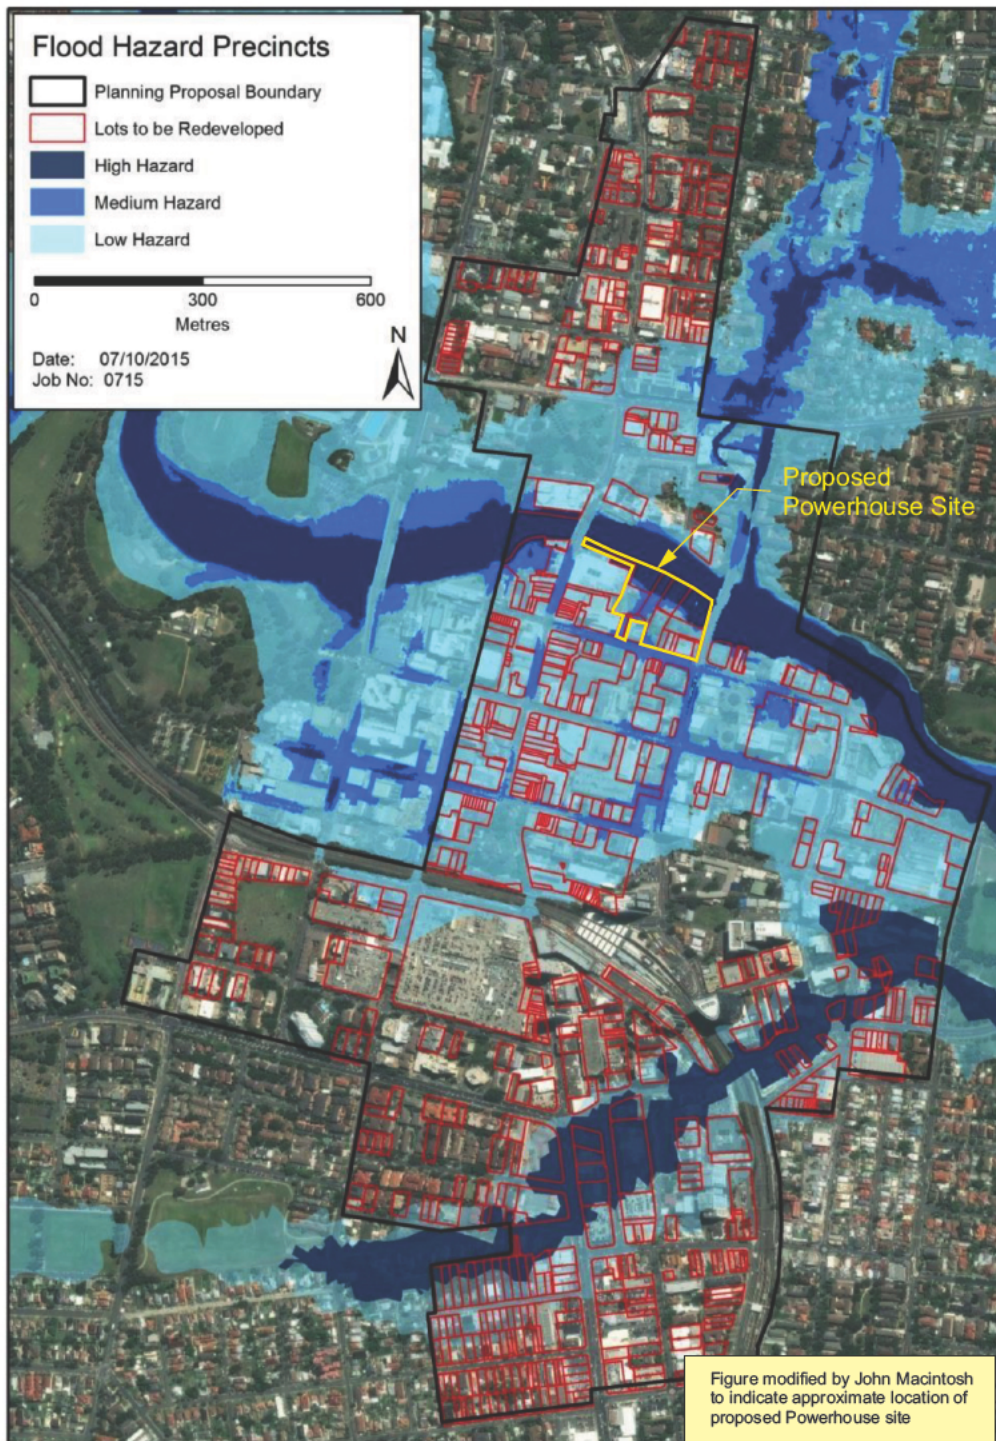 Flood Hazard Precincts
Planning Proposal Boundary
Lots to be Redeveloped
High Hazard
Medium Hazard
Low Hazard
0 300 600
Metres
N
Date: 07/10/2015
Job No: 0715
Proposed
Powerhouse Site
Figure modified by John Macintosh
to indicate approximate location of
proposed Powerhouse site